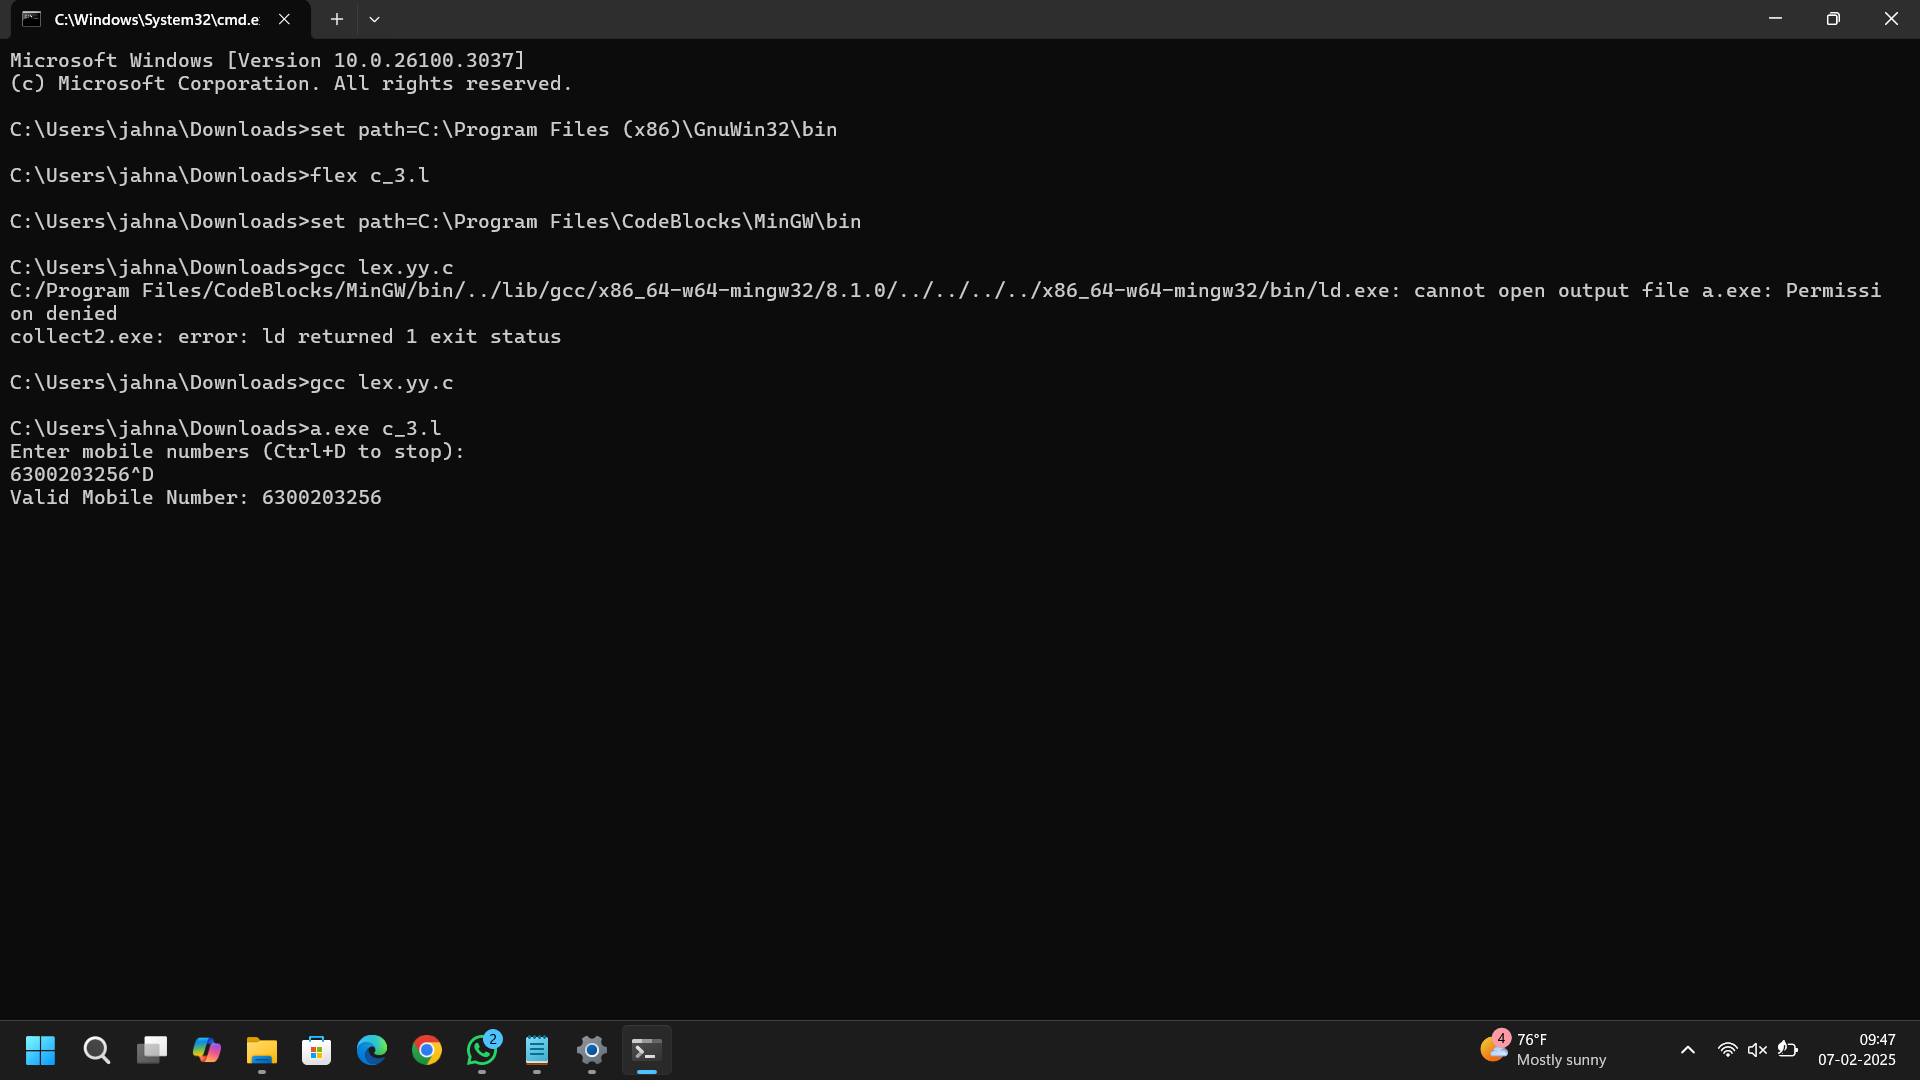 C:\Windows\System32\cmd.e
Microsoft Windows [Version 10.0.26100.3037]
(c) Microsoft Corporation. All rights reserved.
C:\Users\jahna\Downloads>set path=C:\Program Files (x86)\GnuWin32\bin
C:\Users\jahna\Downloads>flex c_3.l
C:\Users\jahna\Downloads>set path=C:\Program Files\CodeBlocks\MinGW\bin
C:\Users\jahna\Downloads>gcc lex.yy.c
C:/Program Files/CodeBlocks/MinGW/bin/../lib/gcc/x86_64-w64-mingw32/8.1.0/../../../../x86_64-w64-mingw32/bin/ld.exe: cannot open output file a.exe: Permissi
on denied
collect2.exe: error: ld returned 1 exit status
C:\Users\jahna\Downloads>gcc lex.yy.c
C:\Users\jahna\Downloads>a.exe c_3.l
Enter mobile numbers (Ctrl+D to stop):
6300203256^D
Valid Mobile Number: 6300203256
2
4
76°F
Mostly sunny
09:47
07-02-2025